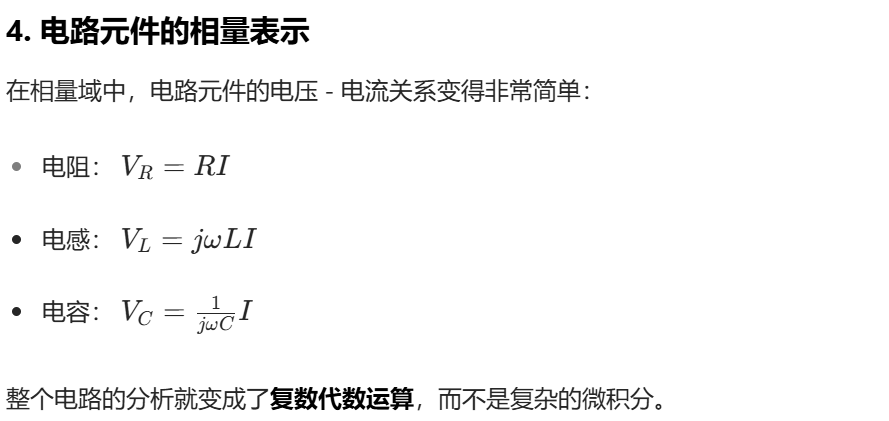 4. 电路元件的相量表示
在相量域中，电路元件的电压 - 电流关系变得非常简单：
• 电阻： $V_R = RI$
• 电感： $V_L = j\omega LI$
• 电容： $V_C = \frac{1}{j\omega C} I$
整个电路的分析就变成了复数代数运算，而不是复杂的微积分。